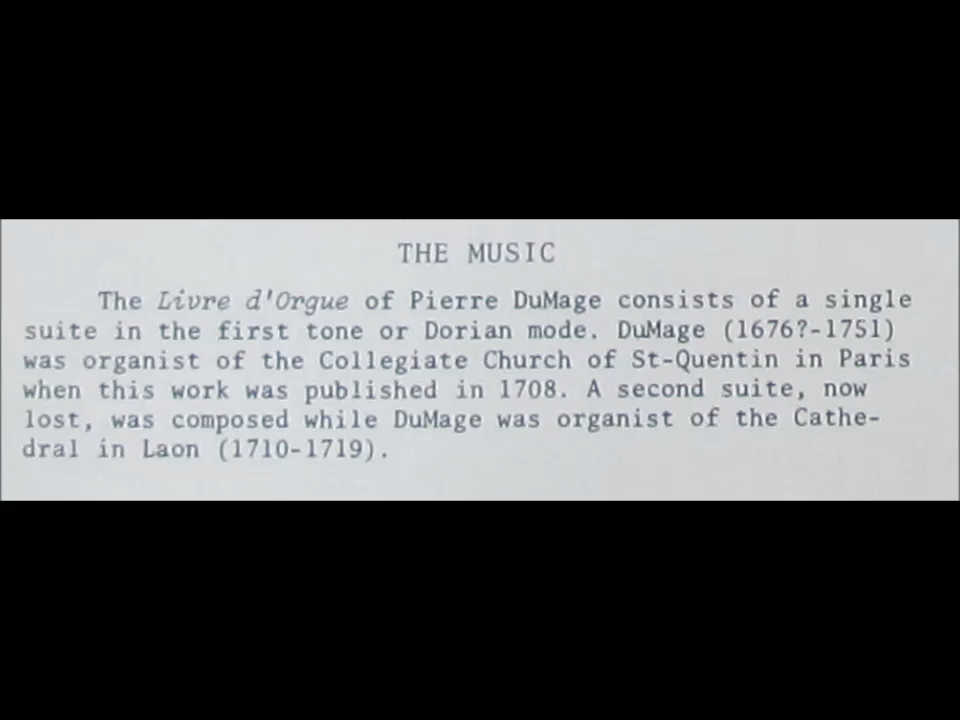 THE MUSIC
The Livre d'Orgue of Pierre DuMage consists of a single
suite in the first tone or Dorian mode. DuMage (1676?-1751)
was organist of the Collegiate Church of St-Quentin in Paris
when this work was published in 1708. A second suite, now
lost, was composed while DuMage was organist of the Cathe-
dral in Laon (1710-1719).